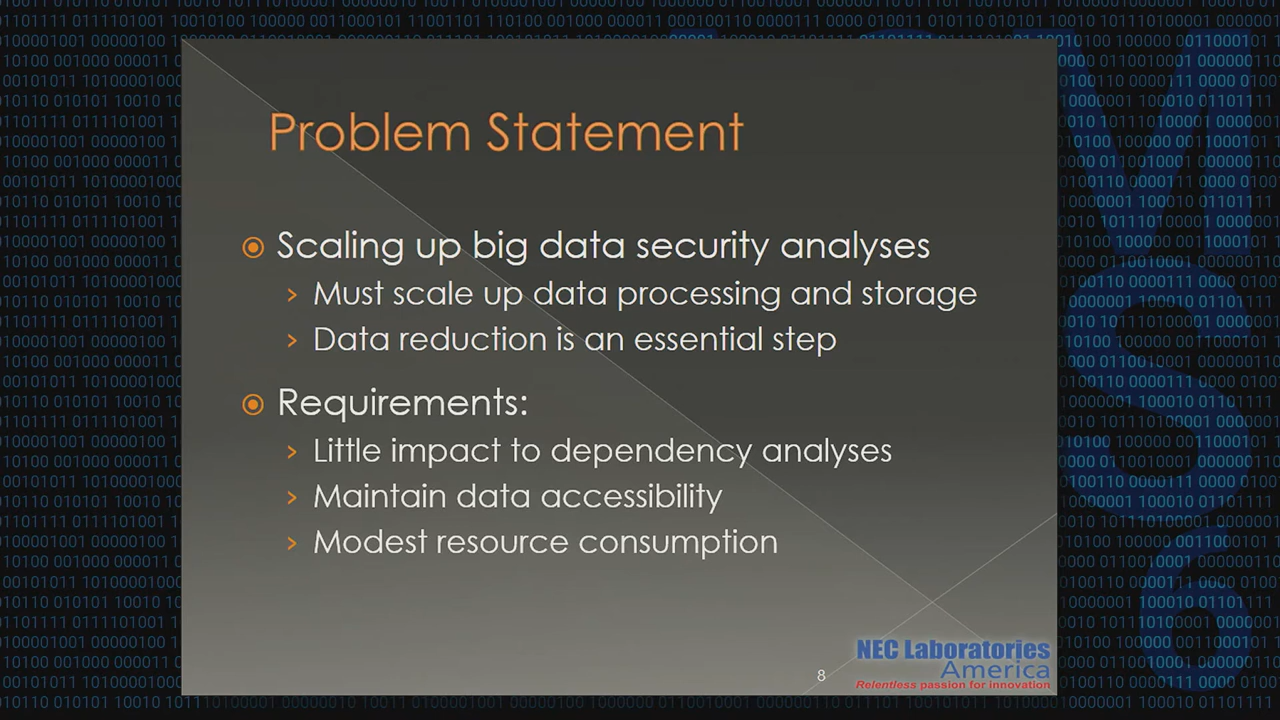 Problem Statement
Scaling up big data security analyses
Must scale up data processing and storage
Data reduction is an essential step
Requirements:
Little impact to dependency analyses
Maintain data accessibility
Modest resource consumption
8
NEC Laboratories
America
Relentless passion for innovation